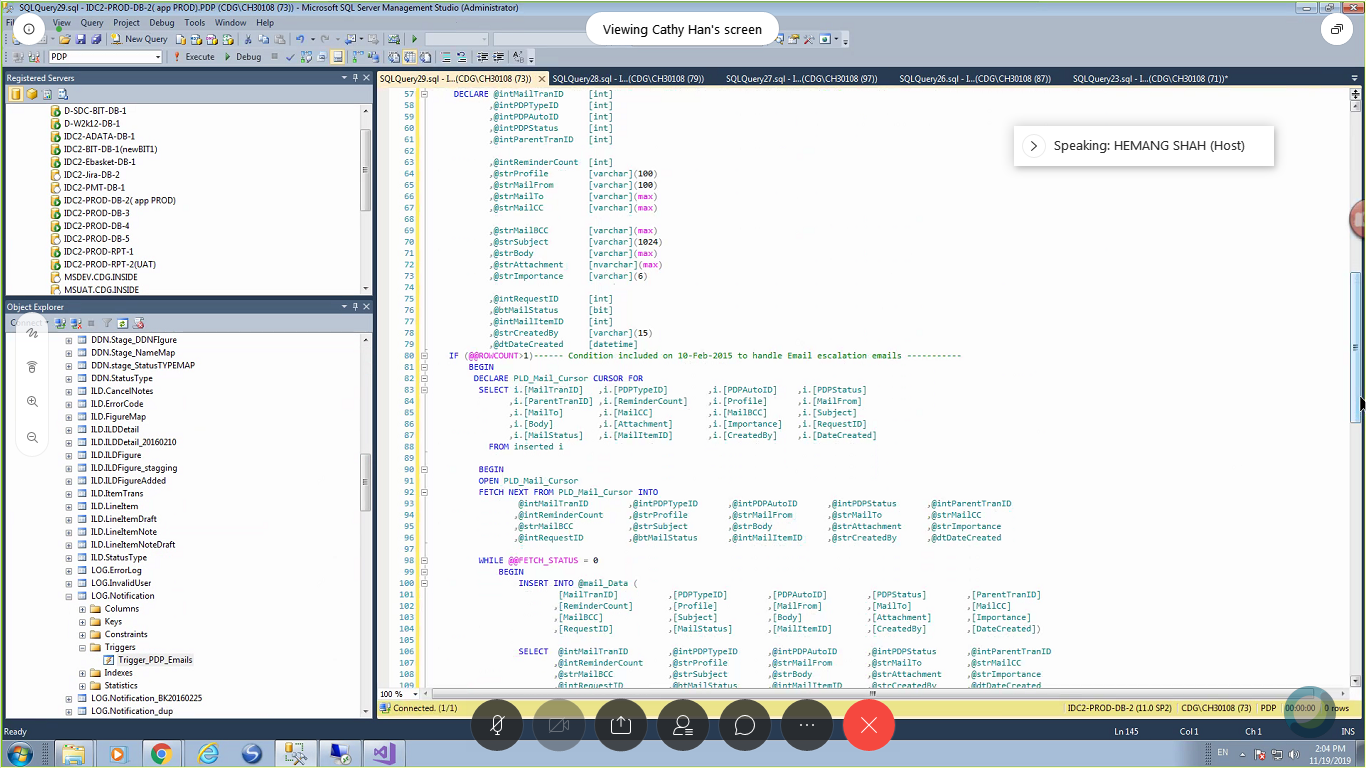 SQLQuery29.sql - IDC2-PROD-DB-2( app PROD).PDP (CDG\CH30108 (73)) - Microsoft SQL Server Management Studio (Administrator)
View Query Project Debug Tools Window Help
Viewing Cathy Han's screen
New Query
PDP Execute Debug
Registered Servers
D-SDC-BIT-DB-1
D-W2k12-DB-1
IDC2-ADATA-DB-1
IDC2-BIT-DB-1(newBIT1)
IDC2-Ebasket-DB-1
IDC2-Jira-DB-2
IDC2-PMT-DB-1
IDC2-PROD-DB-2( app PROD)
IDC2-PROD-DB-3
IDC2-PROD-DB-4
IDC2-PROD-DB-5
IDC2-PROD-RPT-1
IDC2-PROD-RPT-2(UAT)
MSDEV.CDG.INSIDE
MSUAT.CDG.INSIDE
Object Explorer
DDN.Stage_DDNFIgure
DDN.Stage_NameMap
DDN.stage_StatusTYPEMAP
DDN.StatusType
ILD.CancelNotes
ILD.ErrorCode
ILD.FigureMap
ILD.ILDDetail
ILD.ILDDetail_20160210
ILD.ILDFigure
ILD.ILDFigure_stagging
ILD.ILDFigureAdded
ILD.ItemTrans
ILD.LineItem
ILD.LineItemDraft
ILD.LineItemNote
ILD.LineItemNoteDraft
ILD.StatusType
LOG.ErrorLog
LOG.InvalidUser
LOG.Notification
Columns
Keys
Constraints
Triggers
Trigger_PDP_Emails
Indexes
Statistics
LOG.Notification_BK20160225
LOG.Notification_dup
SQLQuery29.sql - I...(CDG\CH30108 (73)) SQLQuery28.sql - I...(CDG\CH30108 (79)) SQLQuery27.sql - I...(CDG\CH30108 (97)) SQLQuery26.sql - I...(CDG\CH30108 (87)) SQLQuery23.sql - I...(CDG\CH30108 (71))*
Speaking: HEMANG SHAH (Host)
57 DECLARE @intMailTranID [int]
58 ,@intPDPTypeID [int]
59 ,@intPDPAutoID [int]
60 ,@intPDPStatus [int]
61 ,@intParentTranID [int]
62
63 ,@intReminderCount [int]
64 ,@strProfile [varchar](100)
65 ,@strMailFrom [varchar](100)
66 ,@strMailTo [varchar](max)
67 ,@strMailCC [varchar](max)
68
69 ,@strMailBCC [varchar](max)
70 ,@strSubject [varchar](1024)
71 ,@strBody [varchar](max)
72 ,@strAttachment [nvarchar](max)
73 ,@strImportance [varchar](6)
74
75 ,@intRequestID [int]
76 ,@btMailStatus [bit]
77 ,@intMailItemID [int]
78 ,@strCreatedBy [varchar](15)
79 ,@dtDateCreated [datetime]
80 IF (@@ROWCOUNT>1)------ Condition included on 10-Feb-2015 to handle Email escalation emails -----------
81 BEGIN
82 DECLARE PLD_Mail_Cursor CURSOR FOR
83 SELECT i.[MailTranID] ,i.[PDPTypeID] ,i.[PDPAutoID] ,i.[PDPStatus]
84 ,i.[ParentTranID] ,i.[ReminderCount] ,i.[Profile] ,i.[MailFrom]
85 ,i.[MailTo] ,i.[MailCC] ,i.[MailBCC] ,i.[Subject]
86 ,i.[Body] ,i.[Attachment] ,i.[Importance] ,i.[RequestID]
87 ,i.[MailStatus] ,i.[MailItemID] ,i.[CreatedBy] ,i.[DateCreated]
88 FROM inserted i
89
90 BEGIN
91 OPEN PLD_Mail_Cursor
92 FETCH NEXT FROM PLD_Mail_Cursor INTO
93 @intMailTranID ,@intPDPTypeID ,@intPDPAutoID ,@intPDPStatus ,@intParentTranID
94 ,@intReminderCount ,@strProfile ,@strMailFrom ,@strMailTo ,@strMailCC
95 ,@strMailBCC ,@strSubject ,@strBody ,@strAttachment ,@strImportance
96 ,@intRequestID ,@btMailStatus ,@intMailItemID ,@strCreatedBy ,@dtDateCreated
97
98 WHILE @@FETCH_STATUS = 0
99 BEGIN
100 INSERT INTO @mail_Data (
101 [MailTranID] ,[PDPTypeID] ,[PDPAutoID] ,[PDPStatus] ,[ParentTranID]
102 ,[ReminderCount] ,[Profile] ,[MailFrom] ,[MailTo] ,[MailCC]
103 ,[MailBCC] ,[Subject] ,[Body] ,[Attachment] ,[Importance]
104 ,[RequestID] ,[MailStatus] ,[MailItemID] ,[CreatedBy] ,[DateCreated])
105
106 SELECT @intMailTranID ,@intPDPTypeID ,@intPDPAutoID ,@intPDPStatus ,@intParentTranID
107 ,@intReminderCount ,@strProfile ,@strMailFrom ,@strMailTo ,@strMailCC
108 ,@strMailBCC ,@strSubject ,@strBody ,@strAttachment ,@strImportance
109 ,@intRequestID ,@btMailStatus ,@intMailItemID ,@strCreatedBy ,@dtDateCreated
100 %
Connected. (1/1) IDC2-PROD-DB-2 (11.0 SP2) CDG\CH30108 (73) PDP 00:00:00 0 rows
Ready Ln 145 Col 1 Ch 1 INS
EN 2:04 PM
11/19/2019